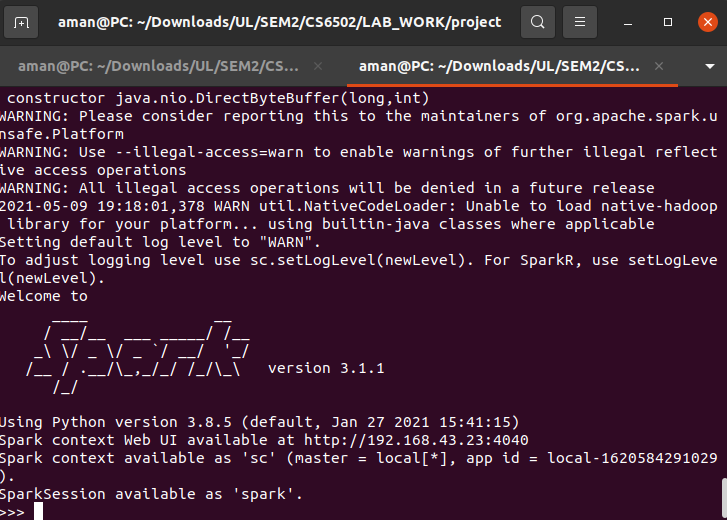 aman@PC: ~/Downloads/UL/SEM2/CS6502/LAB_WORK/project
aman@PC: ~/Downloads/UL/SEM2/CS... × aman@PC: ~/Downloads/UL/SEM2/CS... ×
 constructor java.nio.DirectByteBuffer(long,int)
WARNING: Please consider reporting this to the maintainers of org.apache.spark.u
nsafe.Platform
WARNING: Use --illegal-access=warn to enable warnings of further illegal reflect
ive access operations
WARNING: All illegal access operations will be denied in a future release
2021-05-09 19:18:01,378 WARN util.NativeCodeLoader: Unable to load native-hadoop
 library for your platform... using builtin-java classes where applicable
Setting default log level to "WARN".
To adjust logging level use sc.setLogLevel(newLevel). For SparkR, use setLogLeve
l(newLevel).
Welcome to
      ____              __
     / __/__  ___ _____/ /__
    _\ \/ _ \/ _ `/ __/  '_/
   /__ / .__/\_,_/_/ /_/\_\   version 3.1.1
      /_/
Using Python version 3.8.5 (default, Jan 27 2021 15:41:15)
Spark context Web UI available at http://192.168.43.23:4040
Spark context available as 'sc' (master = local[*], app id = local-1620584291029
).
SparkSession available as 'spark'.
>>>